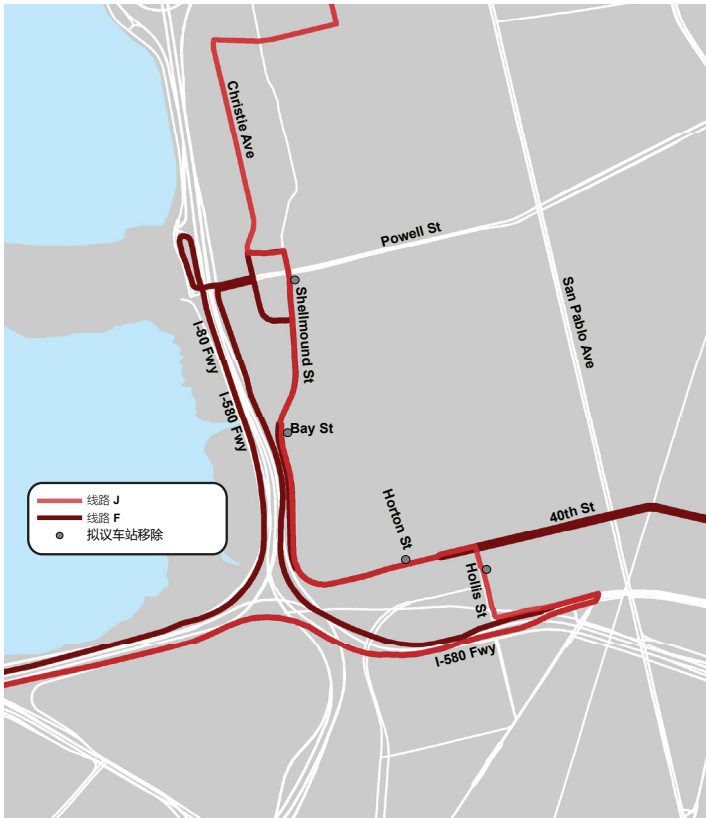 Christie Ave
Powell St
Shellmound St
San Pablo Ave
I-80 Fwy
I-580 Fwy
Bay St
线路 J
线路 F
拟议车站移除
Horton St
40th St
Hollis St
I-580 Fwy